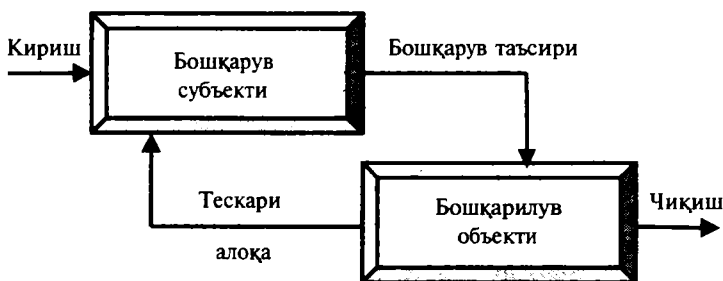 Кириш
Бошқарув
субъекти
Бошқарув таъсири
Тескари
алоқа
Бошқарилув
объекти
Чиқиш